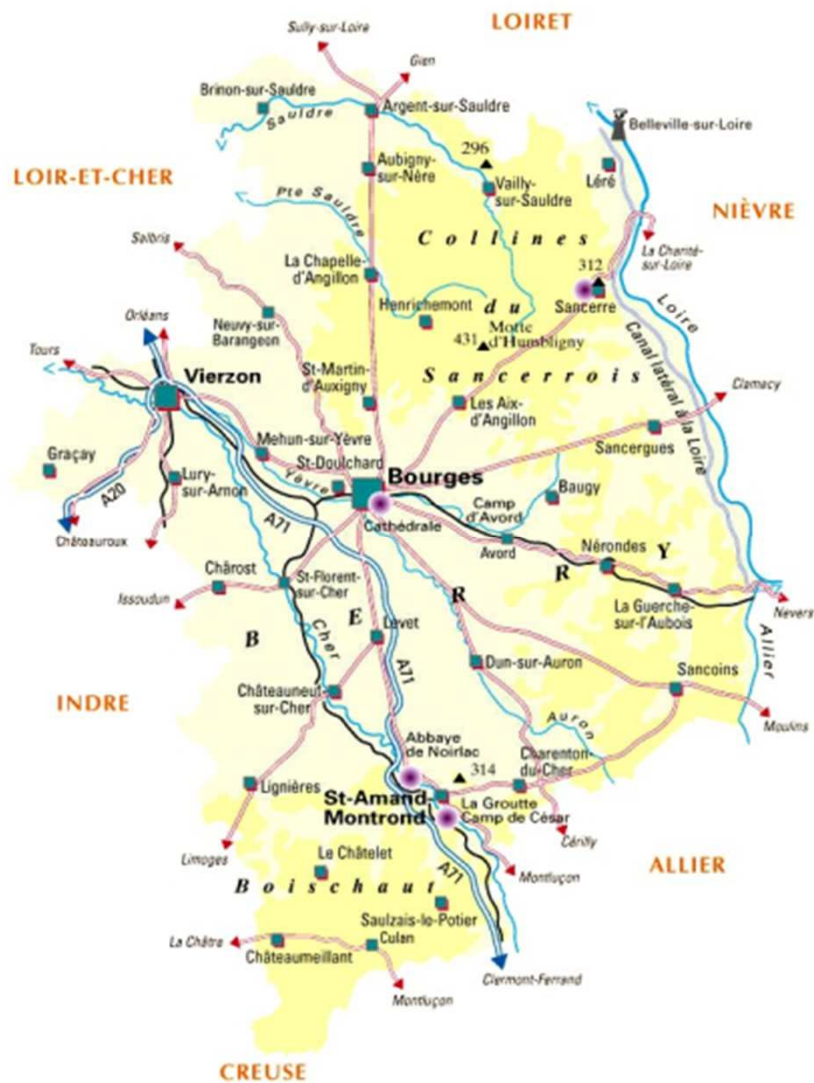 LOIRET
Sully-sur-Loire
Gien
Brinon-sur-Sauldre
Sauldre
Argent-sur-Sauldre
Belleville-sur-Loire
296
Aubigny-
sur-Nère
LOIR-ET-CHER
Léré
Vailly-
sur-Sauldre
Pte Sauldre
NIÈVRE
Collines
Salbris
La Charité-
sur-Loire
La Chapelle-
d'Angillon
312
Henrichemont
du
Sancerre
Loire
Orléans
Neuvy-sur-
Barangeon
Motte
431
d'Humbligny
Canal latéral à la Loire
Tours
Vierzon
St-Martin-
d'Auxigny
Sancerrois
Clamecy
Les Aix-
d'Angillon
Mehun-sur-Yèvre
Sancergues
Graçay
St-Doulchard
Yèvre
Bourges
Lury-
sur-Arnon
Baugy
A20
A71
Camp
d'Avord
Cathédrale
Châteauroux
Avord
Nérondes
Y
Chârost
St-Florent-
sur-Cher
R
R
Issoudun
La Guerche-
sur-l'Aubois
Nevers
B
E
Cher
Levet
Allier
A71
Dun-sur-Auron
Sancoins
Châteauneuf-
sur-Cher
INDRE
Auron
Moulins
Abbaye
de Noirlac
314
Charenton-
du-Cher
Lignières
St-Amand-
Montrond
La Groutte
Camp de César
Cérilly
Limoges
Le Châtelet
A71
Montluçon
ALLIER
Boischaut
Saulzais-le-Potier
La Châtre
Culan
Châteaumeillant
Clermont-Ferrand
Montluçon
CREUSE